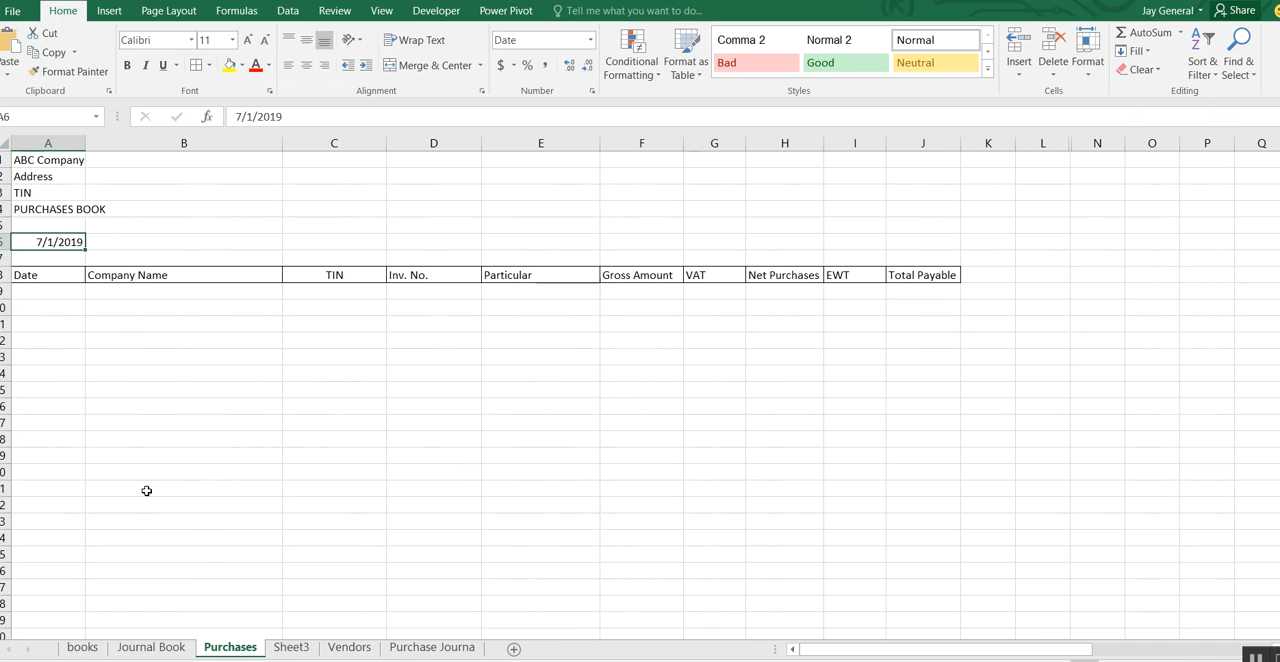 File Home Insert Page Layout Formulas Data Review View Developer Power Pivot Tell me what you want to do... Jay General Share
Cut
Copy
Format Painter
Clipboard
Calibri 11
B I U
Font
Wrap Text
Merge & Center
Alignment
Date
$ % ,
Number
Conditional Formatting
Format as Table
Comma 2 Normal 2 Normal
Bad Good Neutral
Styles
Insert Delete Format
Cells
AutoSum
Fill
Clear
Sort & Filter
Find & Select
Editing
fx 7/1/2019
A B C D E F G H I J K L N O P Q
ABC Company
Address
TIN
PURCHASES BOOK
7/1/2019
Date Company Name TIN Inv. No. Particular Gross Amount VAT Net Purchases EWT Total Payable
books Journal Book Purchases Sheet3 Vendors Purchase Journa